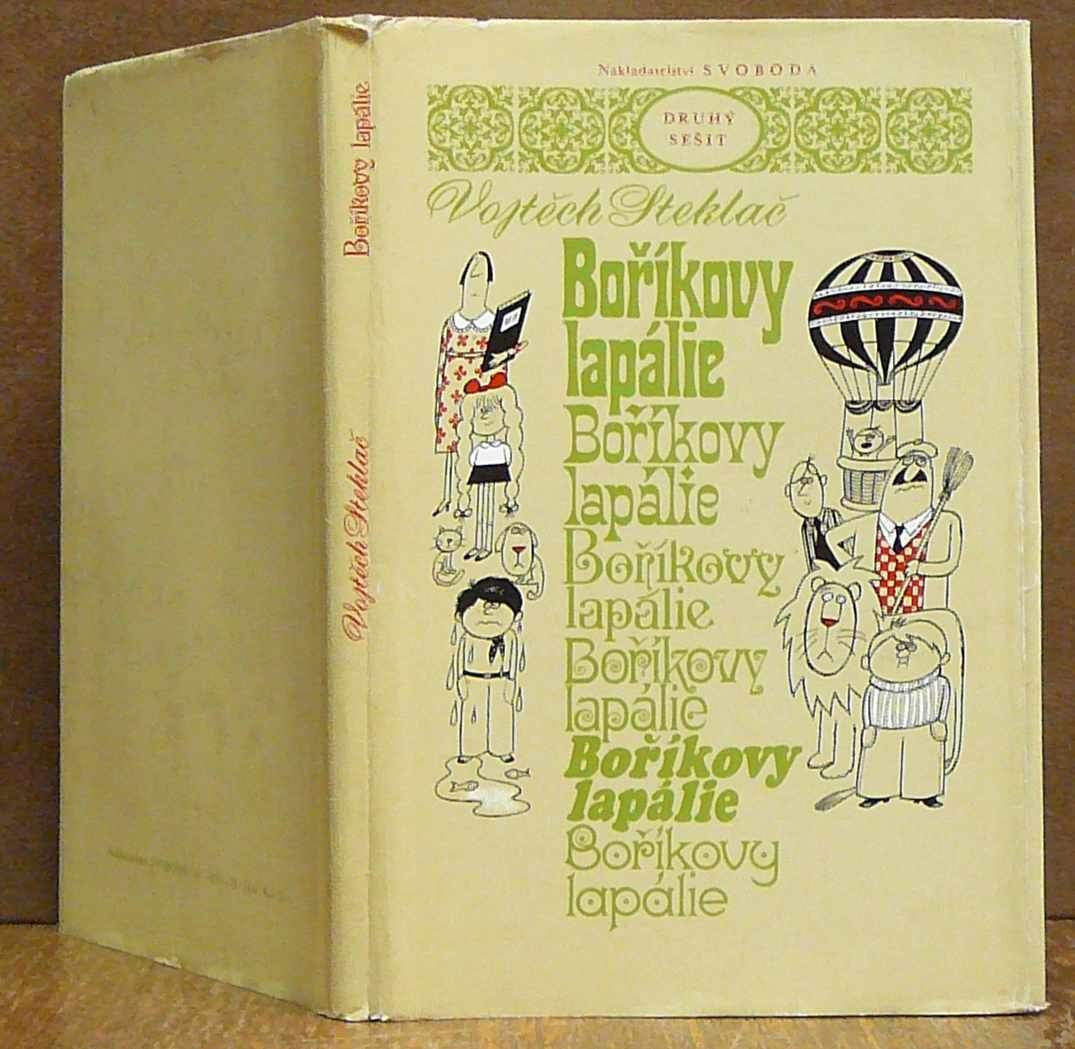 Nakladatelství SVOBODA
DRUHÝ
SEŠIT
Vojtěch Steklač
Boříkovy
lapálie
Boříkovy
lapálie
Boříkovy
lapálie
Boříkovy
lapálie
Boříkovy
lapálie
Boříkovy
lapálie
Boříkovy lapálie
Vojtěch Steklač